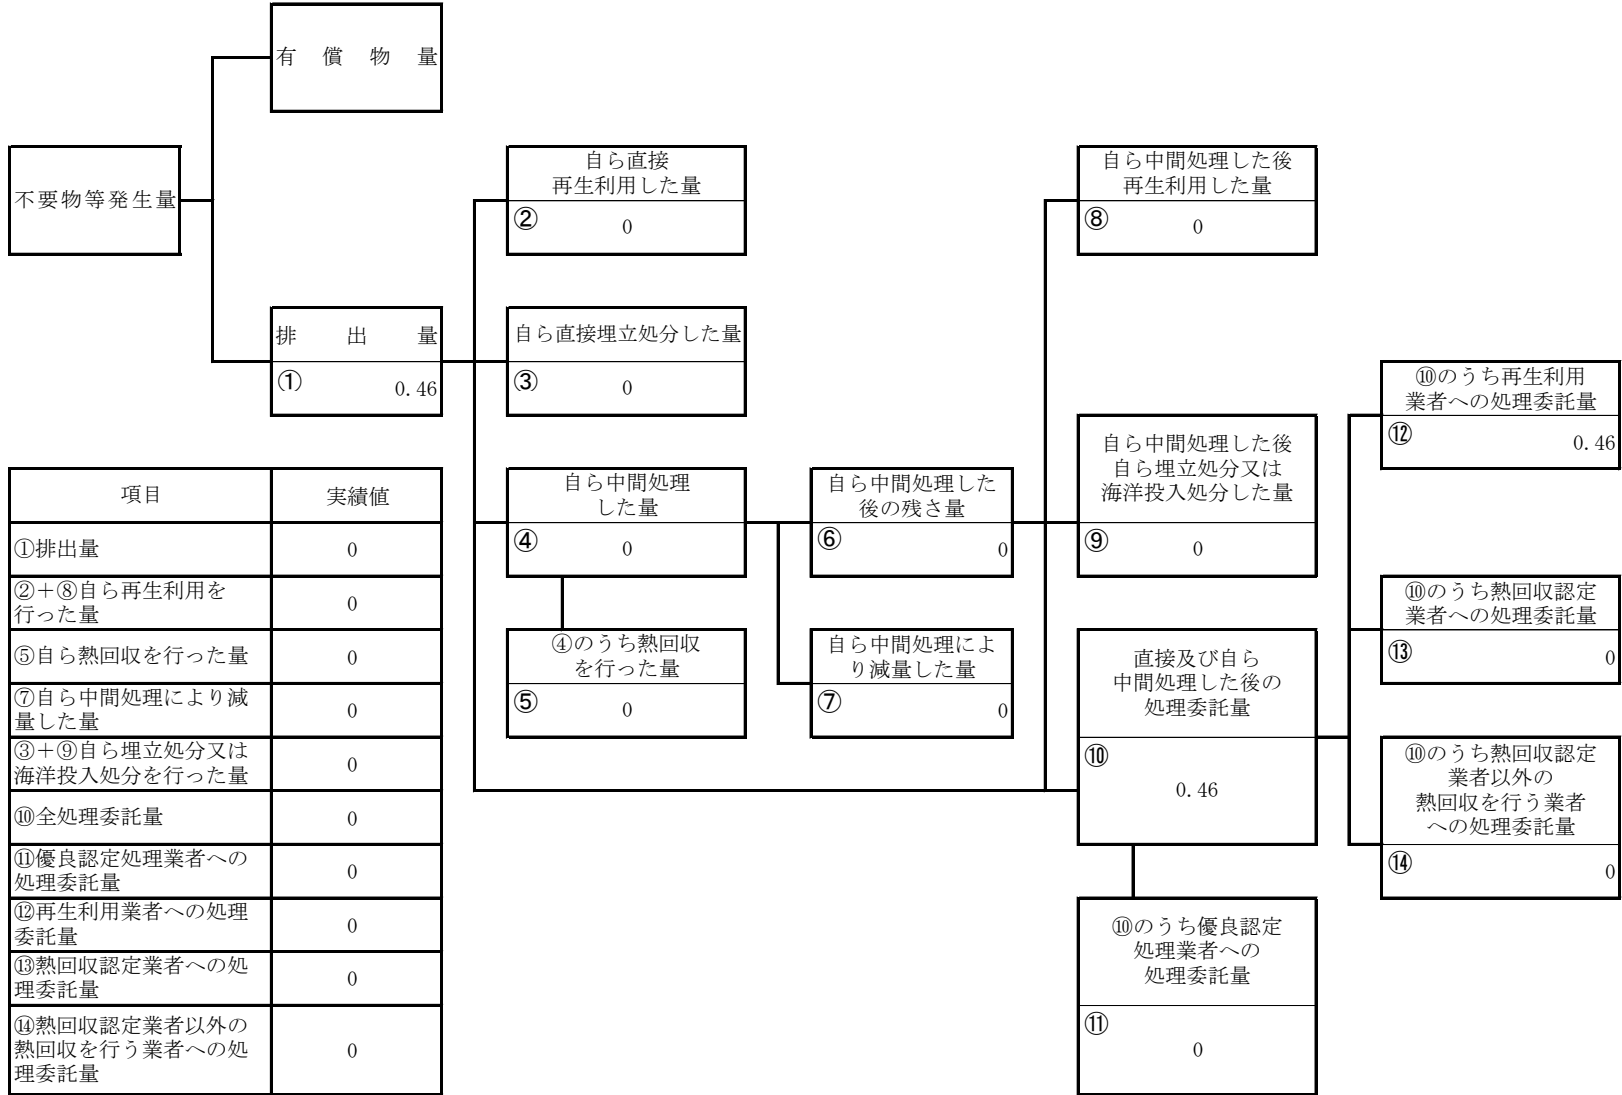 有償物量
不要物等発生量
排出量
① 0.46
自ら直接
再生利用した量
② 0
自ら直接埋立処分した量
③ 0
自ら中間処理
した量
④ 0
④のうち熱回収
を行った量
⑤ 0
自ら中間処理した
後の残さ量
⑥ 0
自ら中間処理によ
り減量した量
⑦ 0
自ら中間処理した後
再生利用した量
⑧ 0
自ら中間処理した後
自ら埋立処分又は
海洋投入処分した量
⑨ 0
直接及び自ら
中間処理した後の
処理委託量
⑩
0.46
⑩のうち優良認定
処理業者への
処理委託量
⑪
0
⑩のうち再生利用
業者への処理委託量
⑫ 0.46
⑩のうち熱回収認定
業者への処理委託量
⑬ 0
⑩のうち熱回収認定
業者以外の
熱回収を行う業者
への処理委託量
⑭ 0
項目 実績値
①排出量 0
②+⑧自ら再生利用を
行った量 0
⑤自ら熱回収を行った量 0
⑦自ら中間処理により減
量した量 0
③+⑨自ら埋立処分又は
海洋投入処分を行った量 0
⑩全処理委託量 0
⑪優良認定処理業者への
処理委託量 0
⑫再生利用業者への処理
委託量 0
⑬熱回収認定業者への処
理委託量 0
⑭熱回収認定業者以外の
熱回収を行う業者への処 0
理委託量